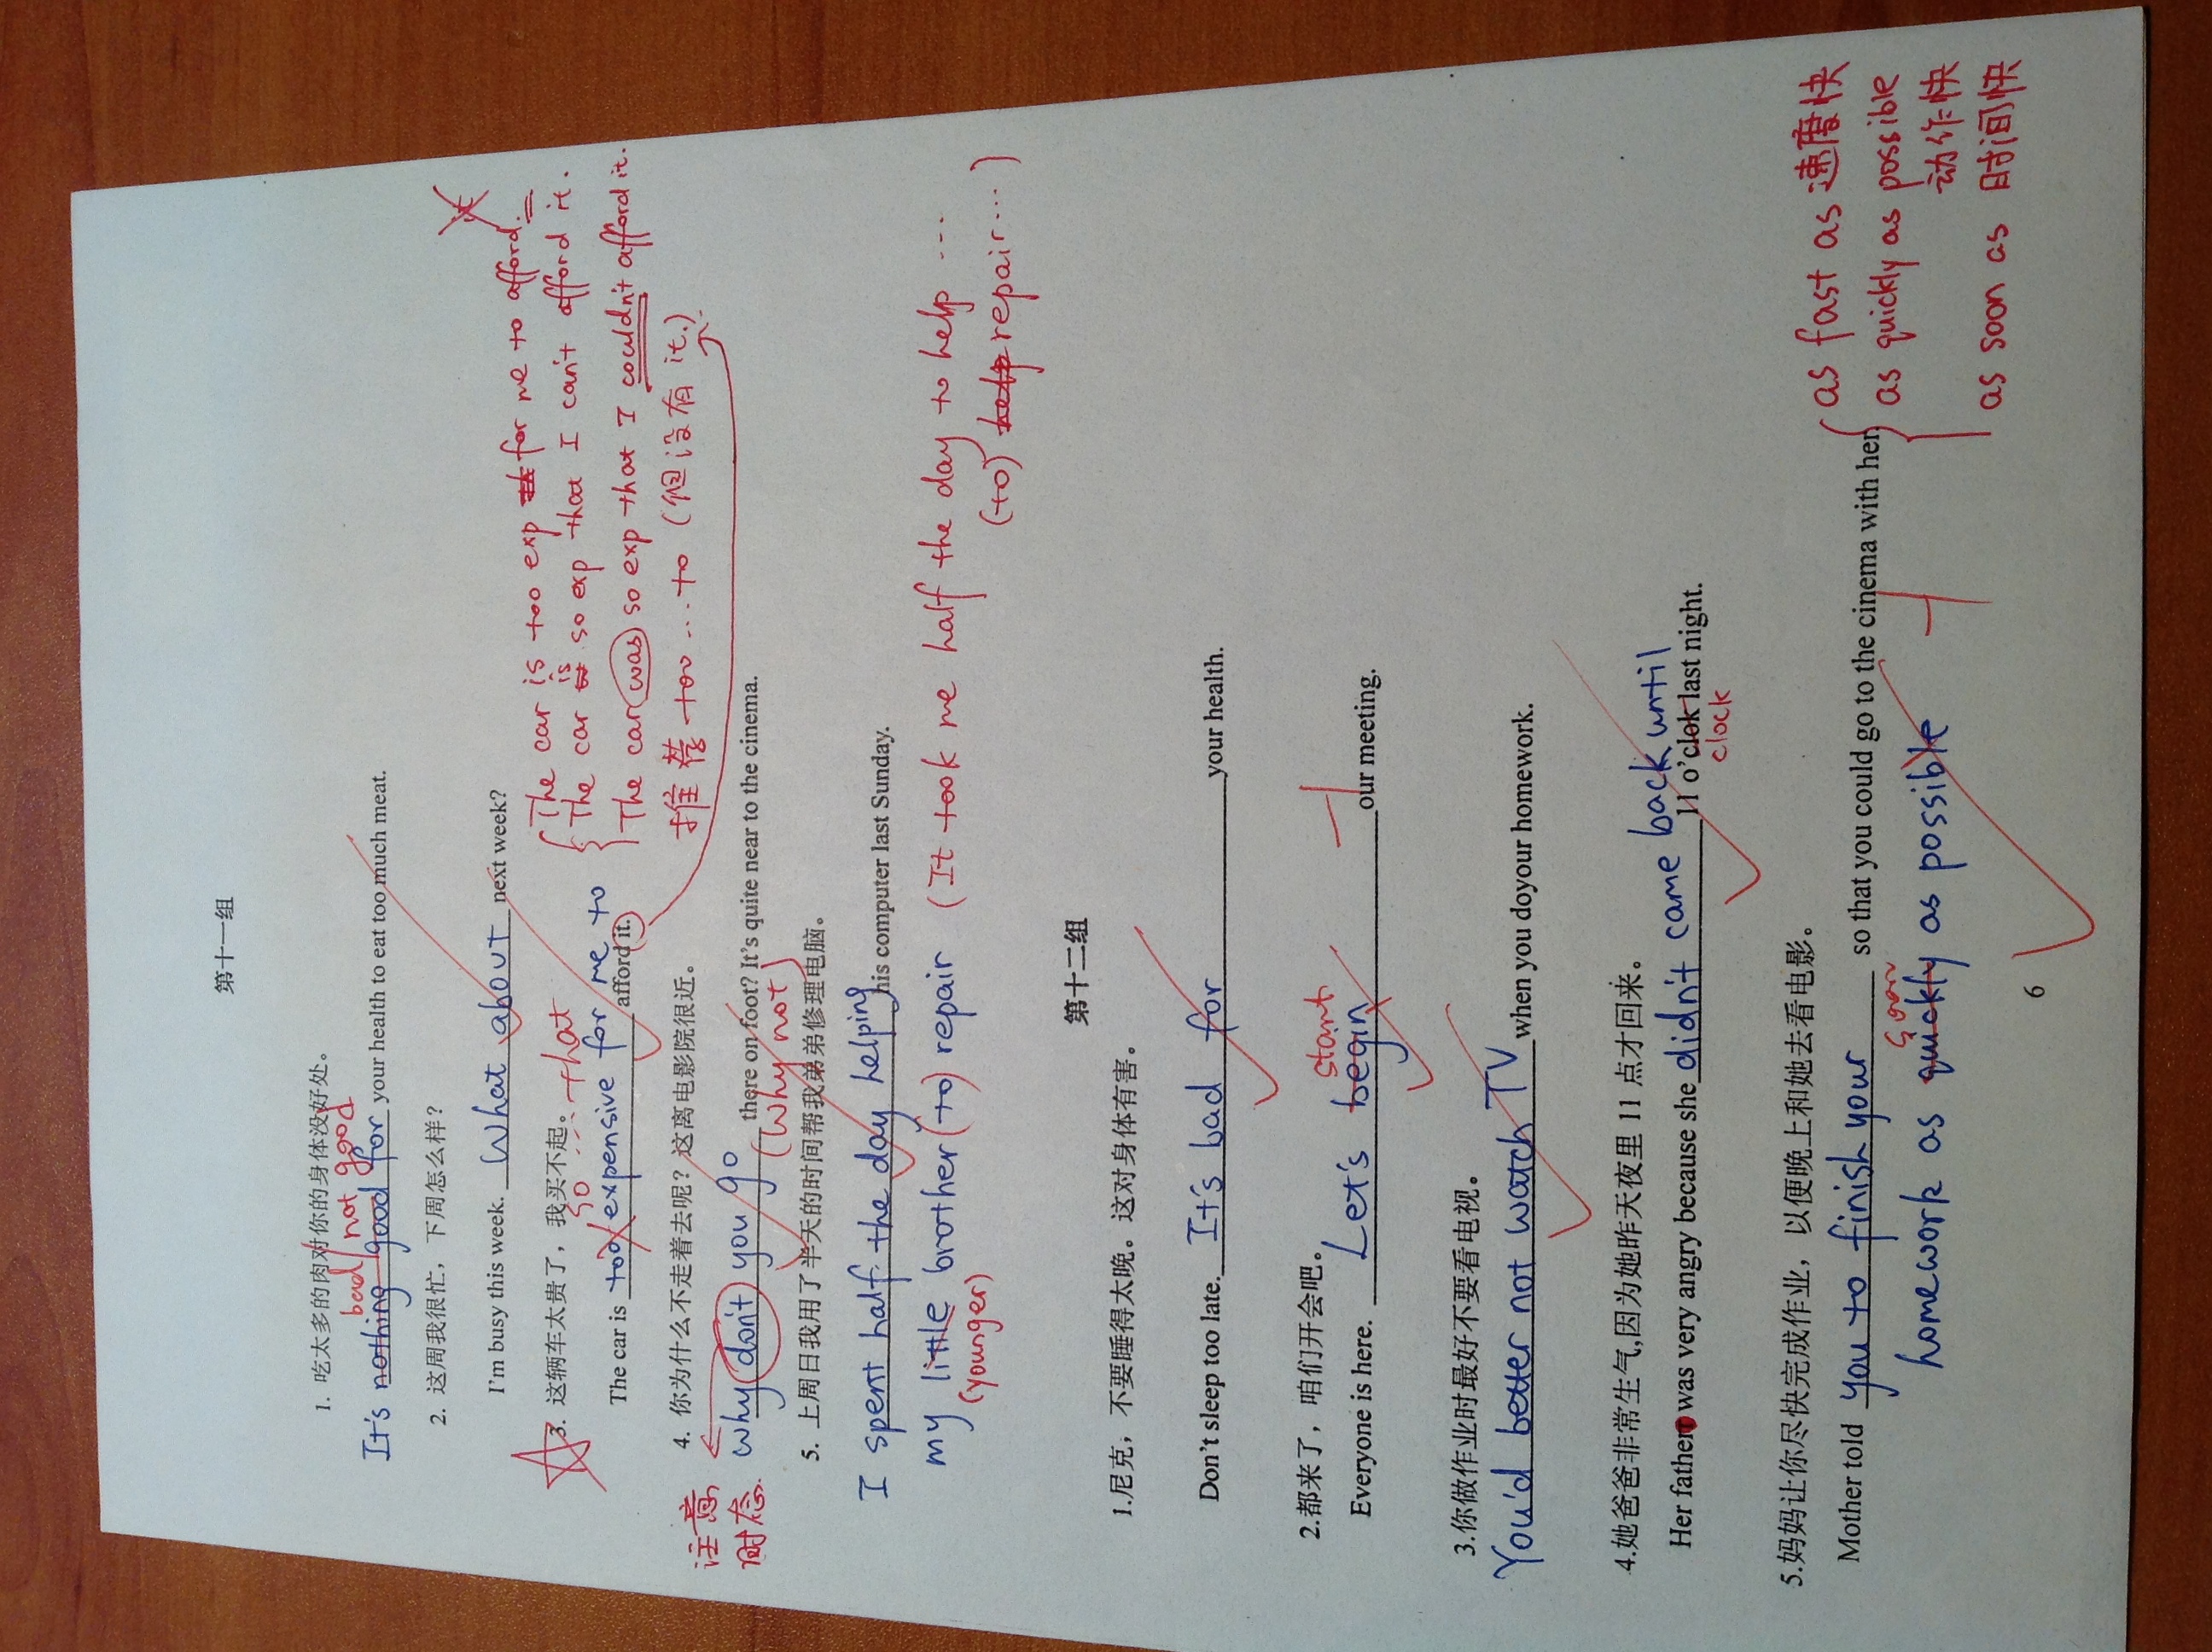 第十一组
1. 吃太多的肉对你的身体没好处。
bad/not good
It's nothing good for your health to eat too much meat.
2. 这周我很忙，下周怎么样？
I'm busy this week. What about next week?
3. 这辆车太贵了，我买不起。
so ... that
The car is too expensive for me to afford it.
it
The car is too exp for me to afford.
The car is so exp that I can't afford it.
The car was so exp that I couldn't afford it.
推荐 too ... to (但没有 it.)
4. 你为什么不走着去呢？这离电影院很近。
注意
时态.
Why don't you go there on foot? It's quite near to the cinema.
(Why not)
5. 上周日我用了半天的时间帮我弟弟修理电脑。
I spent half the day helping his computer last Sunday.
my little brother (to) repair (It took me half the day to help ...
(younger)
(to) help repair ... )
第十二组
1.尼克，不要睡得太晚。这对身体有害。
Don't sleep too late. It's bad for your health.
2.都来了，咱们开会吧。
start
Everyone is here. Let's begin our meeting.
-1
3.你做作业时最好不要看电视。
You'd better not watch TV when you doyour homework.
4.她爸爸非常生气,因为她昨天夜里 11 点才回来。
Her father was very angry because she didn't came back until 11 o'clok last night.
clock
5.妈妈让你尽快完成作业，以便晚上和她去看电影。
Mother told you to finish your so that you could go to the cinema with her
soon
homework as quickly as possible
-1
as fast as 速度快
as quickly as possible
动作快
as soon as 时间快
6